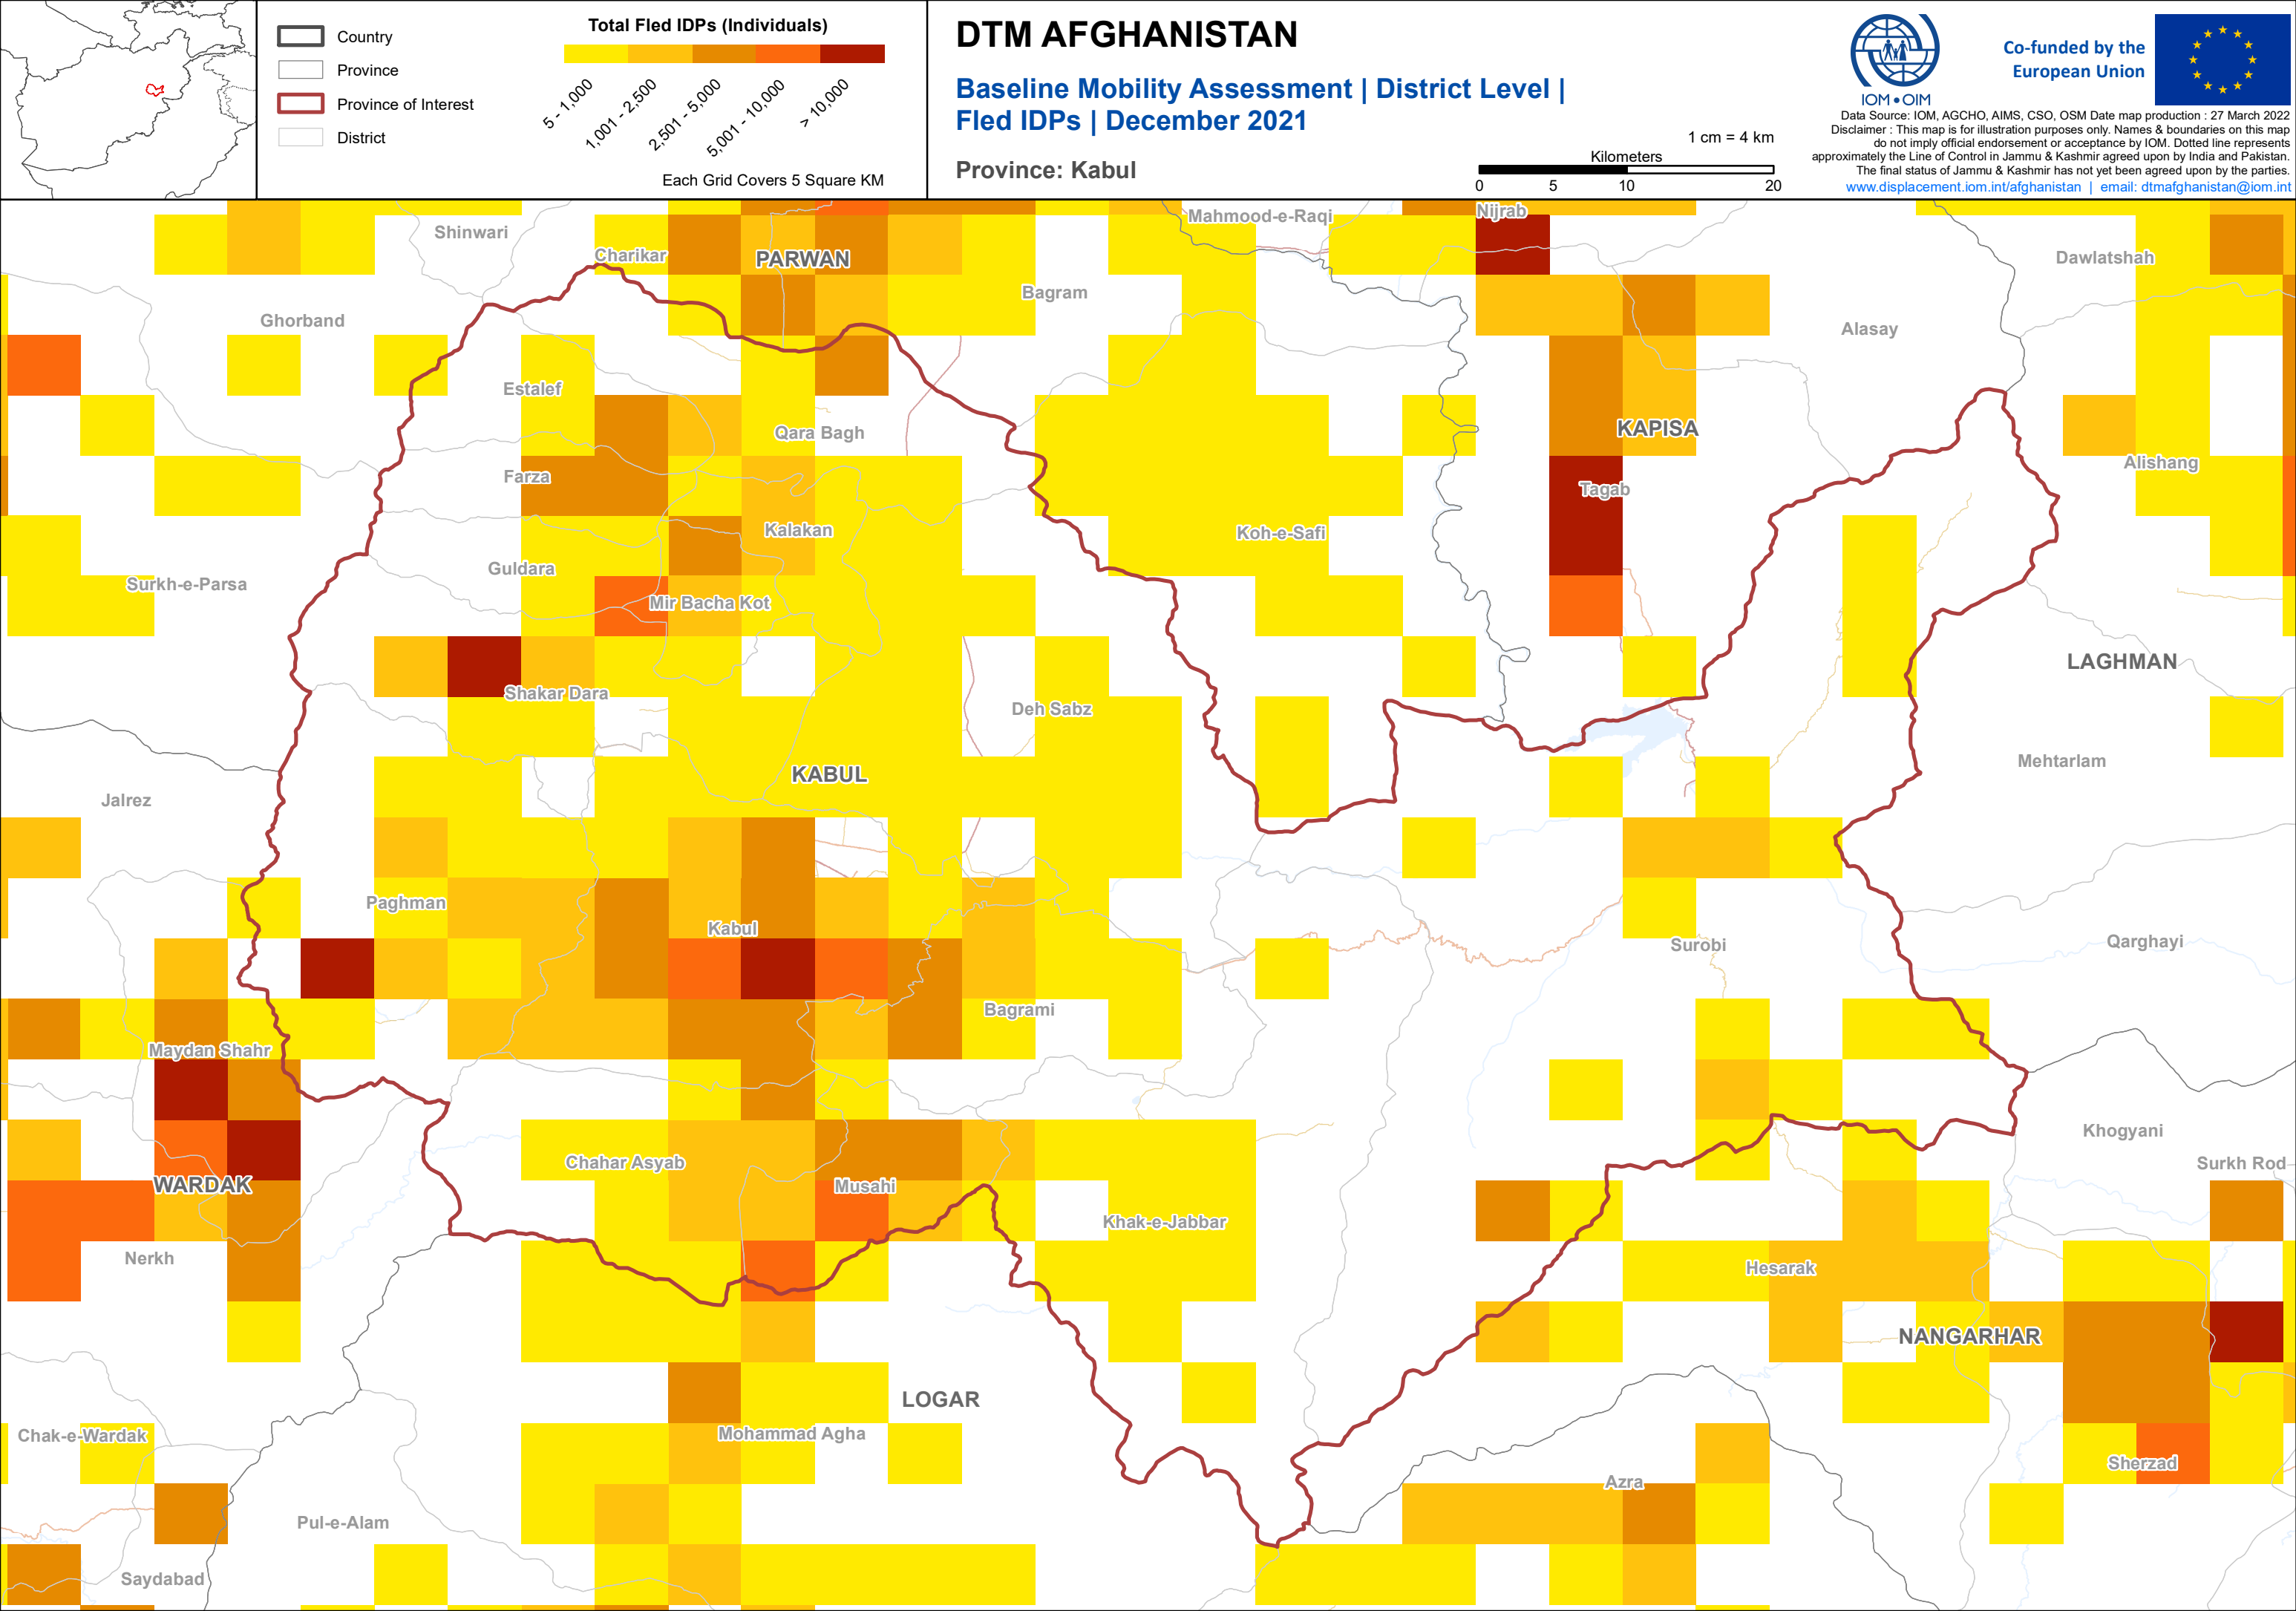 Country
Province
Province of Interest
District
Total Fled IDPs (Individuals)
5 - 1,000
1,001 - 2,500
2,501 - 5,000
5,001 - 10,000
> 10,000
Each Grid Covers 5 Square KM
DTM AFGHANISTAN
Baseline Mobility Assessment | District Level |
Fled IDPs | December 2021
Province: Kabul
1 cm = 4 km
Kilometers
0 5 10 20
IOM • OIM
Co-funded by the
European Union
Data Source: IOM, AGCHO, AIMS, CSO, OSM Date map production : 27 March 2022
Disclaimer : This map is for illustration purposes only. Names & boundaries on this map
do not imply official endorsement or acceptance by IOM. Dotted line represents
approximately the Line of Control in Jammu & Kashmir agreed upon by India and Pakistan.
The final status of Jammu & Kashmir has not yet been agreed upon by the parties.
www.displacement.iom.int/afghanistan | email: dtmafghanistan@iom.int
Nijrab
Mahmood-e-Raqi
Shinwari
Charikar
PARWAN
Dawlatshah
Bagram
Ghorband
Alasay
Estalef
Qara Bagh
KAPISA
Alishang
Farza
Tagab
Kalakan
Koh-e-Safi
Guldara
Surkh-e-Parsa
Mir Bacha Kot
LAGHMAN
Shakar Dara
Deh Sabz
Mehtarlam
KABUL
Jalrez
Paghman
Kabul
Qarghayi
Surobi
Bagrami
Maydan Shahr
Khogyani
Chahar Asyab
Surkh Rod
WARDAK
Musahi
Khak-e-Jabbar
Nerkh
Hesarak
NANGARHAR
LOGAR
Mohammad Agha
Chak-e-Wardak
Sherzad
Azra
Pul-e-Alam
Saydabad